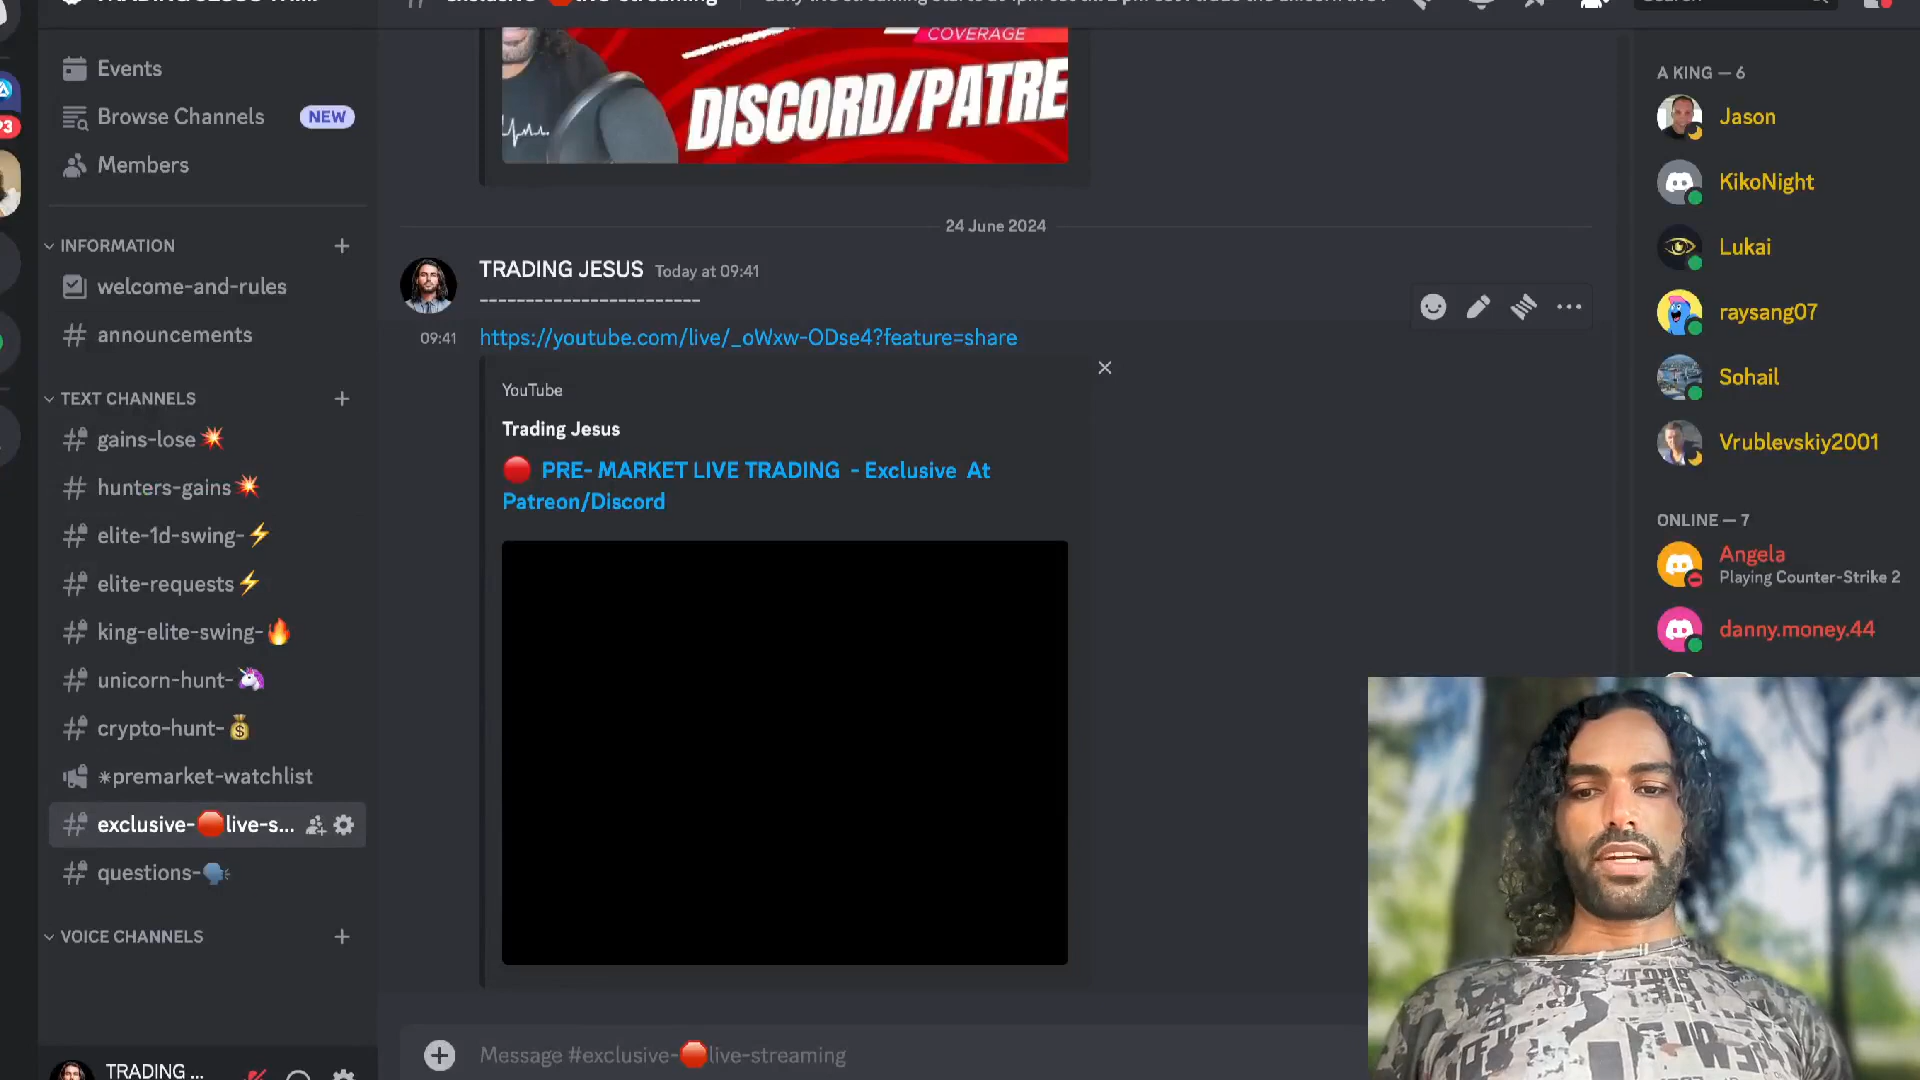 Events
Browse Channels NEW
Members
INFORMATION
welcome-and-rules
announcements
TEXT CHANNELS
gains-lose💥
hunters-gains💥
elite-1d-swing-⚡
elite-requests⚡
king-elite-swing-🔥
unicorn-hunt-🦄
crypto-hunt-💰
*premarket-watchlist
exclusive-🔴live-s...
questions-🗣
VOICE CHANNELS
TRADING ...
COVERAGE
DISCORD/PATRE
24 June 2024
TRADING JESUS Today at 09:41
------------------------
09:41 https://youtube.com/live/_oWxw-ODse4?feature=share
YouTube
Trading Jesus
🔴 PRE- MARKET LIVE TRADING - Exclusive At
Patreon/Discord
Message #exclusive-🔴live-streaming
A KING — 6
Jason
KikoNight
Lukai
raysang07
Sohail
Vrublevskiy2001
ONLINE — 7
Angela
Playing Counter-Strike 2
danny.money.44